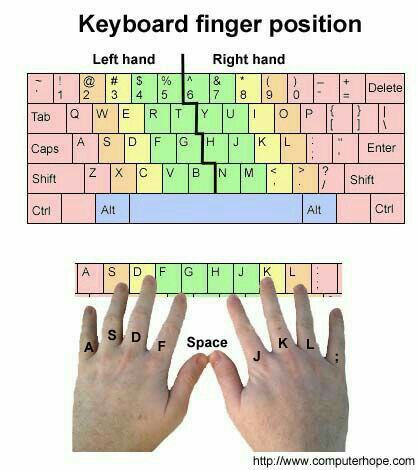 Keyboard finger position
Left hand Right hand
~ ! @ # $ % ^ & * ( ) _ + Delete
` 1 2 3 4 5 6 7 8 9 0 - =
Tab Q W E R T Y U I O P { } |
[ ] \
Caps A S D F G H J K L : " Enter
; '
Shift Z X C V B N M < > ? Shift
, . /
Ctrl Alt Alt Ctrl
A S D F G H J K L :
;
A S D F Space J K L ;
http://www.computerhope.com